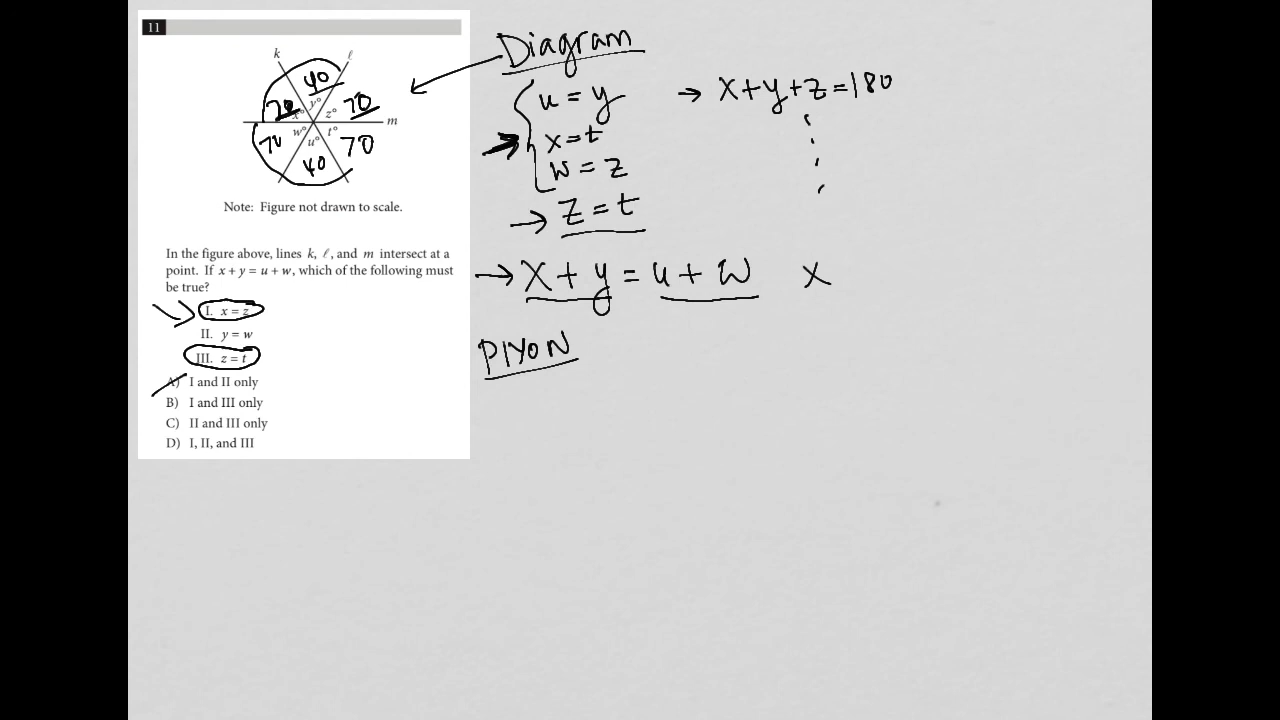 11
k
ℓ
40
70 y° 70
x° z°
m
w° t°
70 u° 70
40
Note: Figure not drawn to scale.
In the figure above, lines k, ℓ, and m intersect at a
point. If x + y = u + w, which of the following must
be true?
I. x = z
II. y = w
III. z = t
A) I and II only
B) I and III only
C) II and III only
D) I, II, and III
Diagram
u = y → x+y+z=180
x=t
w = z
→ z = t
→ x + y = u + w x
PIYON